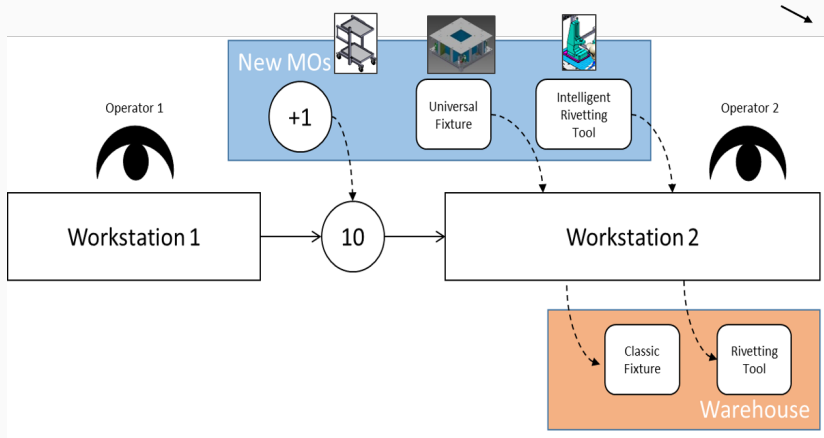 New MOs
Operator 1
+1
Universal
Fixture
Intelligent
Rivetting
Tool
Operator 2
Workstation 1
10
Workstation 2
Classic
Fixture
Rivetting
Tool
Warehouse